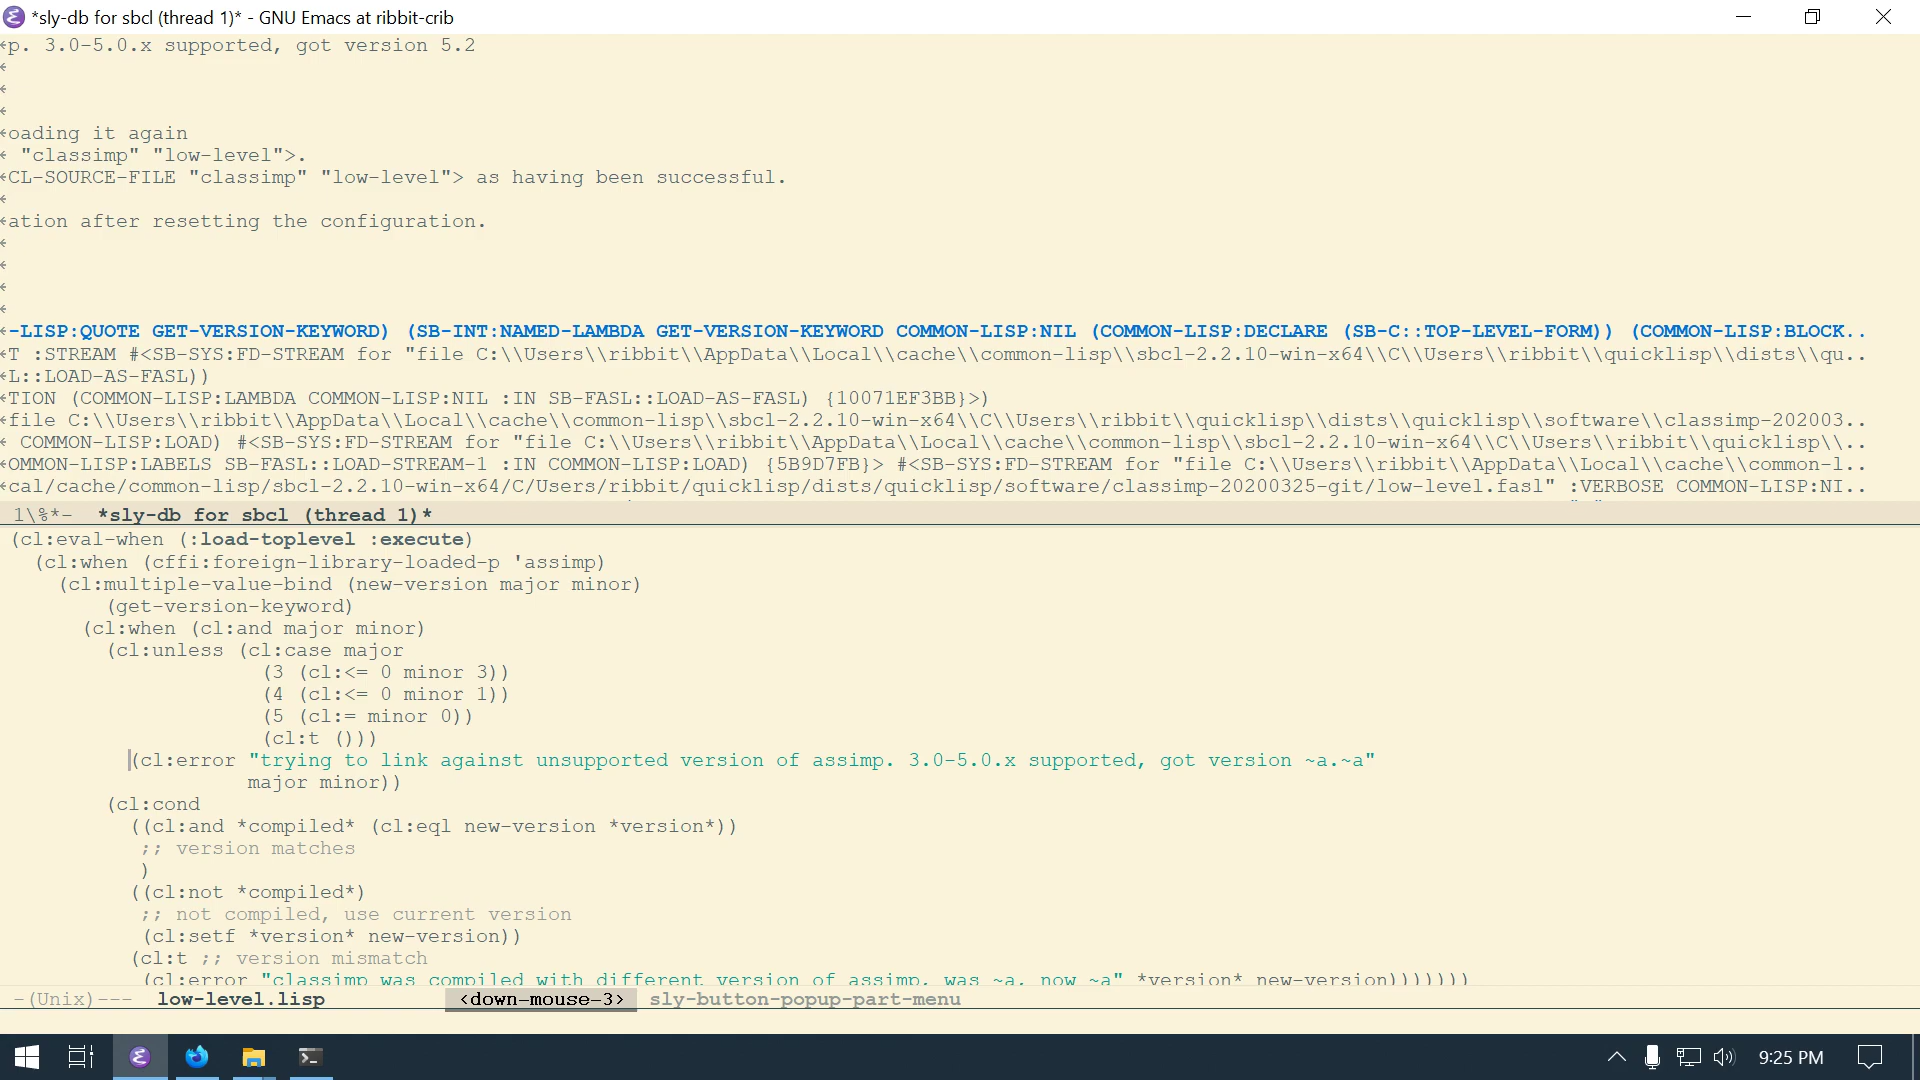 *sly-db for sbcl (thread 1)* - GNU Emacs at ribbit-crib
p. 3.0-5.0.x supported, got version 5.2
oading it again
"classimp" "low-level">.
CL-SOURCE-FILE "classimp" "low-level"> as having been successful.
ation after resetting the configuration.
-LISP:QUOTE GET-VERSION-KEYWORD) (SB-INT:NAMED-LAMBDA GET-VERSION-KEYWORD COMMON-LISP:NIL (COMMON-LISP:DECLARE (SB-C::TOP-LEVEL-FORM)) (COMMON-LISP:BLOCK..
T :STREAM #<SB-SYS:FD-STREAM for "file C:\\Users\\ribbit\\AppData\\Local\\cache\\common-lisp\\sbcl-2.2.10-win-x64\\C\\Users\\ribbit\\quicklisp\\dists\\qu..
L::LOAD-AS-FASL))
TION (COMMON-LISP:LAMBDA COMMON-LISP:NIL :IN SB-FASL::LOAD-AS-FASL) {10071EF3BB}>)
file C:\\Users\\ribbit\\AppData\\Local\\cache\\common-lisp\\sbcl-2.2.10-win-x64\\C\\Users\\ribbit\\quicklisp\\dists\\quicklisp\\software\\classimp-202003..
COMMON-LISP:LOAD) #<SB-SYS:FD-STREAM for "file C:\\Users\\ribbit\\AppData\\Local\\cache\\common-lisp\\sbcl-2.2.10-win-x64\\C\\Users\\ribbit\\quicklisp\\..
OMMON-LISP:LABELS SB-FASL::LOAD-STREAM-1 :IN COMMON-LISP:LOAD) {5B9D7FB}> #<SB-SYS:FD-STREAM for "file C:\\Users\\ribbit\\AppData\\Local\\cache\\common-l..
cal/cache/common-lisp/sbcl-2.2.10-win-x64/C/Users/ribbit/quicklisp/dists/quicklisp/software/classimp-20200325-git/low-level.fasl" :VERBOSE COMMON-LISP:NI..
1\%*- *sly-db for sbcl (thread 1)*
(cl:eval-when (:load-toplevel :execute)
(cl:when (cffi:foreign-library-loaded-p 'assimp)
(cl:multiple-value-bind (new-version major minor)
(get-version-keyword)
(cl:when (cl:and major minor)
(cl:unless (cl:case major
(3 (cl:<= 0 minor 3))
(4 (cl:<= 0 minor 1))
(5 (cl:= minor 0))
(cl:t ()))
(cl:error "trying to link against unsupported version of assimp. 3.0-5.0.x supported, got version ~a.~a"
major minor))
(cl:cond
((cl:and *compiled* (cl:eql new-version *version*))
;; version matches
)
((cl:not *compiled*)
;; not compiled, use current version
(cl:setf *version* new-version))
(cl:t ;; version mismatch
(cl:error "classimp was compiled with different version of assimp, was ~a, now ~a" *version* new-version)))))))
-(Unix)--- low-level.lisp <down-mouse-3> sly-button-popup-part-menu
9:25 PM